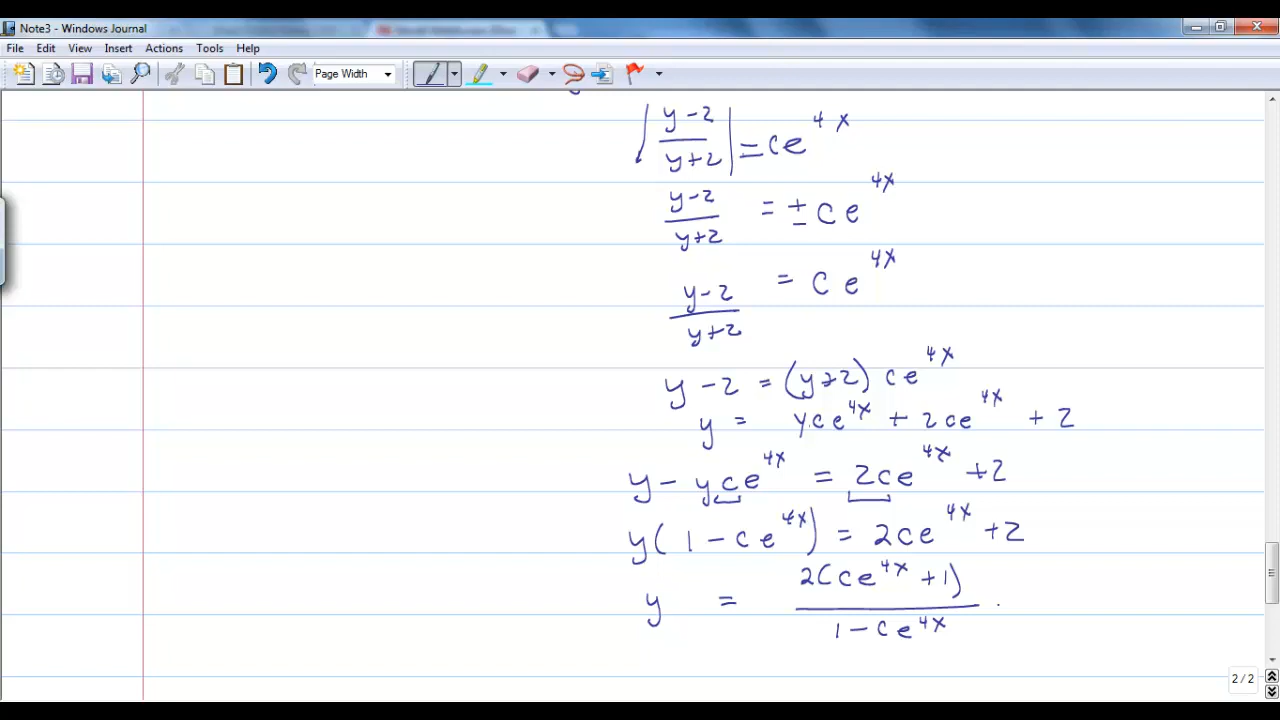 Note3 - Windows Journal
File Edit View Insert Actions Tools Help
Page Width
|y-2/y+2| = ce^4x
y-2/y+2 = ± c e^4x
y-2/y+2 = c e^4x
y - 2 = (y+2) ce^4x
y = yce^4x + 2ce^4x + 2
y - yce^4x = 2ce^4x + 2
y(1 - ce^4x) = 2ce^4x + 2
y = 2(ce^4x + 1)/1 - ce^4x
2 / 2